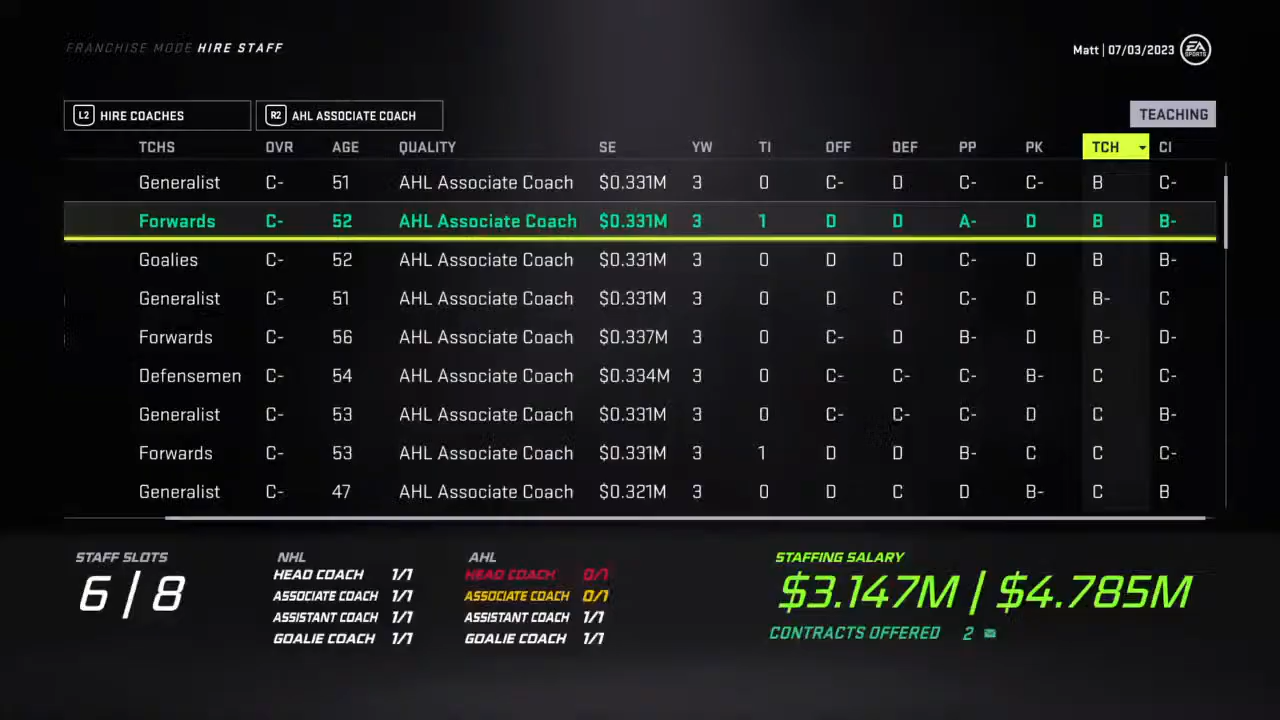 FRANCHISE MODE HIRE STAFF
Matt | 07/03/2023 EA SPORTS
L2 HIRE COACHES R2 AHL ASSOCIATE COACH TEACHING
TCHS OVR AGE QUALITY SE YW TI OFF DEF PP PK TCH CI
Generalist C- 51 AHL Associate Coach $0.331M 3 0 C- D C- C- B C-
Forwards C- 52 AHL Associate Coach $0.331M 3 1 D D A- D B B-
Goalies C- 52 AHL Associate Coach $0.331M 3 0 D D C- D B B-
Generalist C- 51 AHL Associate Coach $0.331M 3 0 D C C- D B- C
Forwards C- 56 AHL Associate Coach $0.337M 3 0 C- D B- D B- D-
Defensemen C- 54 AHL Associate Coach $0.334M 3 0 C- C- C- B- C C-
Generalist C- 53 AHL Associate Coach $0.331M 3 0 C- C- C- D C B-
Forwards C- 53 AHL Associate Coach $0.331M 3 1 D D B- C C C-
Generalist C- 47 AHL Associate Coach $0.321M 3 0 D C D B- C B
STAFF SLOTS
6 | 8
NHL
HEAD COACH 1/1
ASSOCIATE COACH 1/1
ASSISTANT COACH 1/1
GOALIE COACH 1/1
AHL
HEAD COACH 0/1
ASSOCIATE COACH 0/1
ASSISTANT COACH 1/1
GOALIE COACH 1/1
STAFFING SALARY
$3.147M | $4.785M
CONTRACTS OFFERED 2